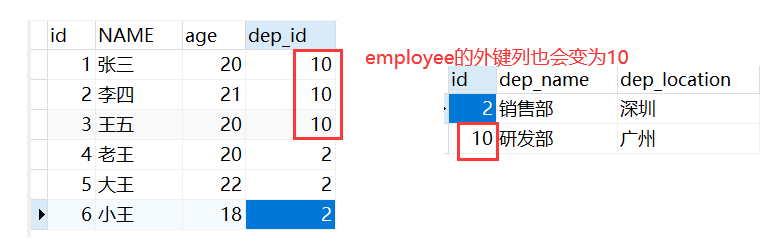 id NAME age dep_id
1 张三 20 10
2 李四 21 10
3 王五 20 10
4 老王 20 2
5 大王 22 2
6 小王 18 2
employee的外键列也会变为10
id dep_name dep_location
2 销售部 深圳
10 研发部 广州